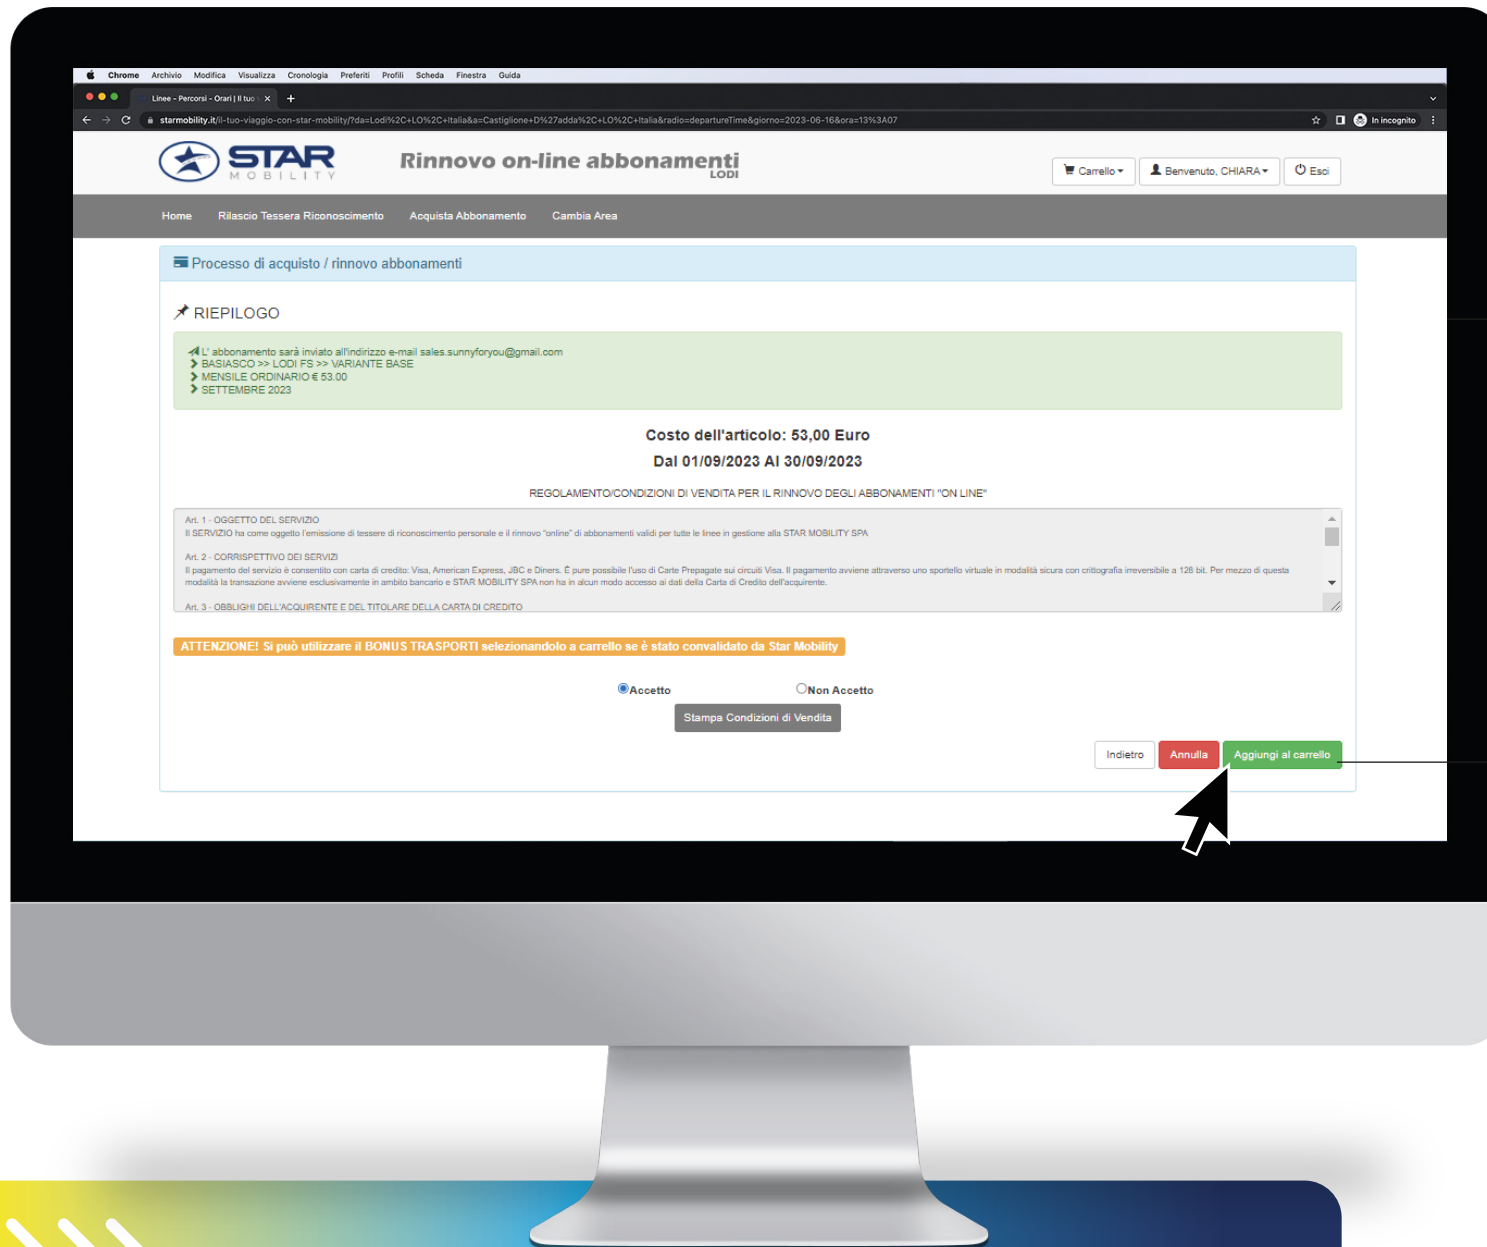 Chrome Archivio Modifica Visualizza Cronologia Preferiti Profili Scheda Finestra Guida
Linee - Percorsi - Orari | Il tuo
starmobility.it/il-tuo-viaggio-con-star-mobility/?da=Lodi%2C+LO%2C+Italia&a=Castiglione+D%27adda%2C+LO%2C+Italia&radio=departureTime&giorno=2023-06-16&ora=13%3A07
In incognito
STAR
MOBILITY
Rinnovo on-line abbonamenti
LODI
Carrello
Benvenuto, CHIARA
Esci
Home Rilascio Tessera Riconoscimento Acquista Abbonamento Cambia Area
Processo di acquisto / rinnovo abbonamenti
RIEPILOGO
L' abbonamento sarà inviato all'indirizzo e-mail sales.sunnyforyou@gmail.com
BASIASCO >> LODI FS >> VARIANTE BASE
MENSILE ORDINARIO € 53.00
SETTEMBRE 2023
Costo dell'articolo: 53,00 Euro
Dal 01/09/2023 Al 30/09/2023
REGOLAMENTO/CONDIZIONI DI VENDITA PER IL RINNOVO DEGLI ABBONAMENTI "ON LINE"
Art. 1 - OGGETTO DEL SERVIZIO
Il SERVIZIO ha come oggetto l'emissione di tessere di riconoscimento personale e il rinnovo "online" di abbonamenti validi per tutte le linee in gestione alla STAR MOBILITY SPA
Art. 2 - CORRISPETTIVO DEI SERVIZI
Il pagamento del servizio è consentito con carta di credito: Visa, American Express, JBC e Diners. È pure possibile l'uso di Carte Prepagate sui circuiti Visa. Il pagamento avviene attraverso uno sportello virtuale in modalità sicura con crittografia irreversibile a 128 bit. Per mezzo di questa
modalità la transazione avviene esclusivamente in ambito bancario e STAR MOBILITY SPA non ha in alcun modo accesso ai dati della Carta di Credito dell'acquirente.
Art. 3 - OBBLIGHI DELL'ACQUIRENTE E DEL TITOLARE DELLA CARTA DI CREDITO
ATTENZIONE! Si può utilizzare il BONUS TRASPORTI selezionandolo a carrello se è stato convalidato da Star Mobility
Accetto Non Accetto
Stampa Condizioni di Vendita
Indietro Annulla Aggiungi al carrello